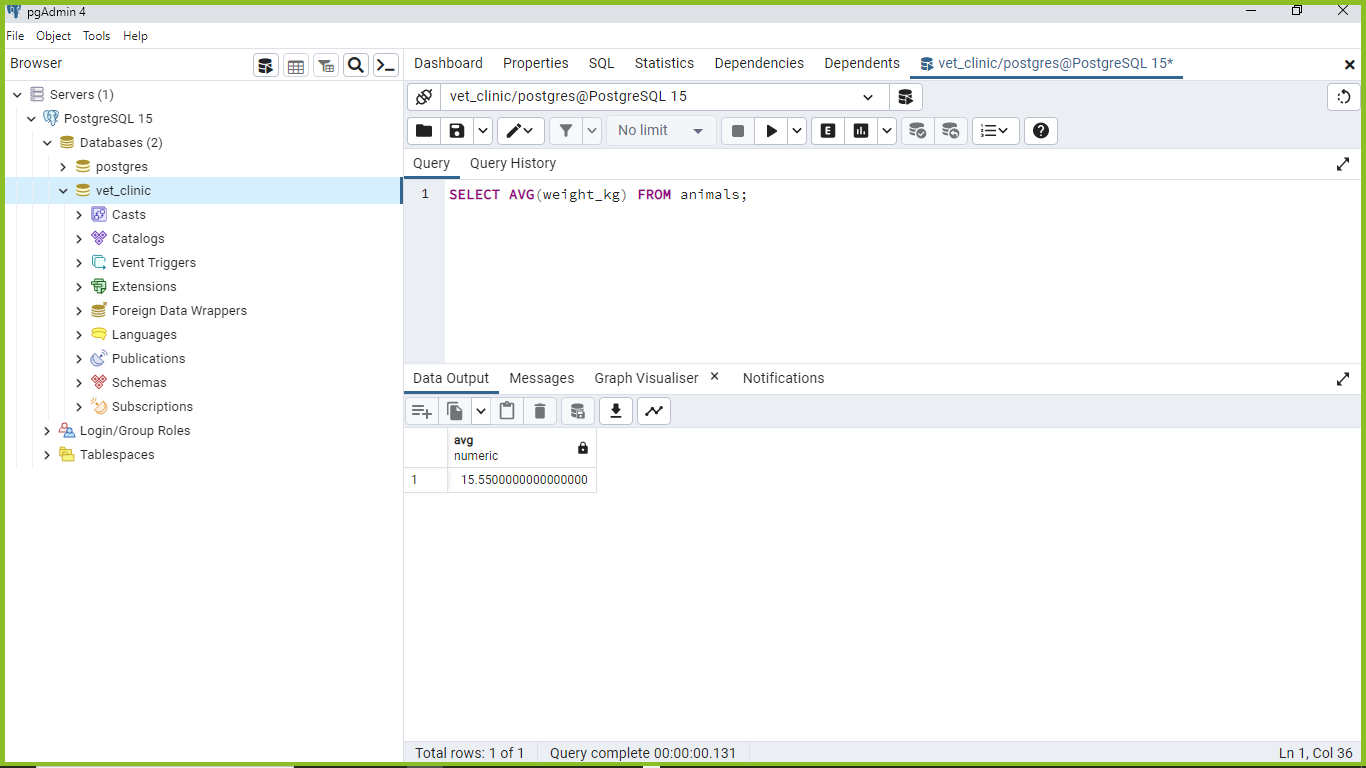 pgAdmin 4
File Object Tools Help
Browser
Dashboard Properties SQL Statistics Dependencies Dependents vet_clinic/postgres@PostgreSQL 15*
Servers (1)
PostgreSQL 15
Databases (2)
postgres
vet_clinic
Casts
Catalogs
Event Triggers
Extensions
Foreign Data Wrappers
Languages
Publications
Schemas
Subscriptions
Login/Group Roles
Tablespaces
vet_clinic/postgres@PostgreSQL 15
No limit
E
Query Query History
1 SELECT AVG(weight_kg) FROM animals;
Data Output Messages Graph Visualiser Notifications
avg
numeric
1 15.5500000000000000
Total rows: 1 of 1 Query complete 00:00:00.131 Ln 1, Col 36